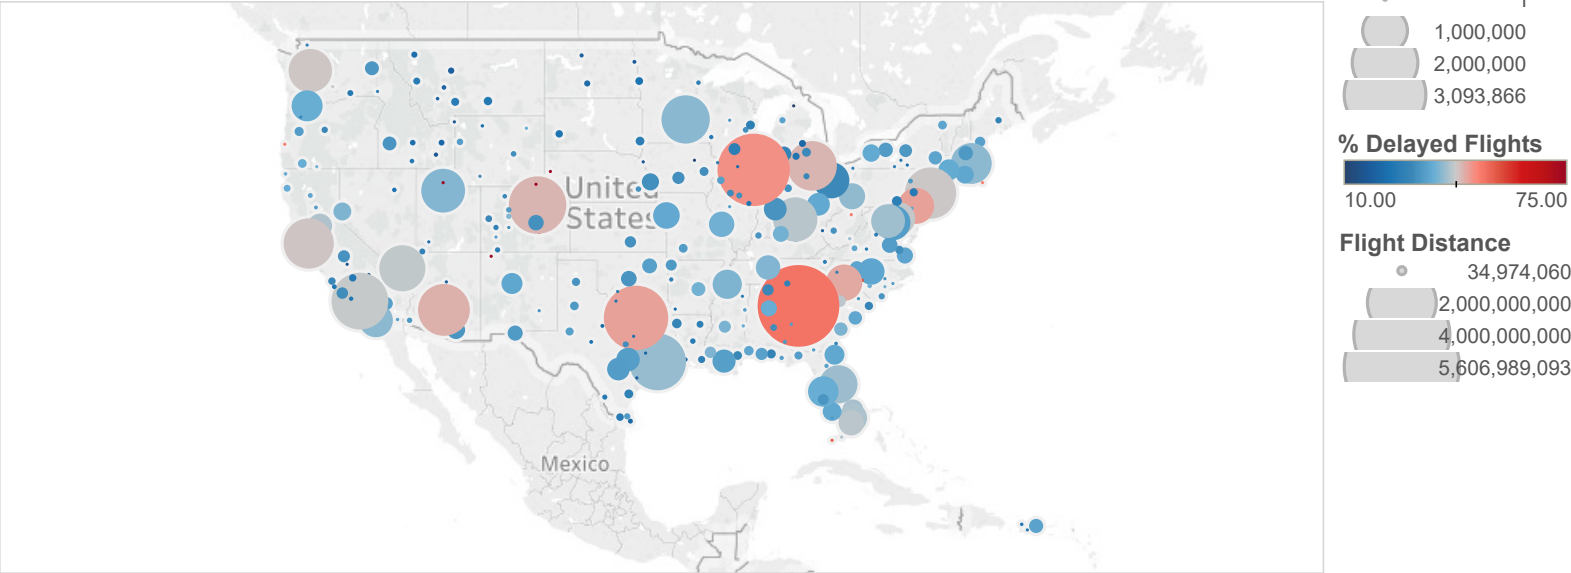 United
States
Mexico
1,000,000
2,000,000
3,093,866
% Delayed Flights
10.00
75.00
Flight Distance
34,974,060
2,000,000,000
4,000,000,000
5,606,989,093